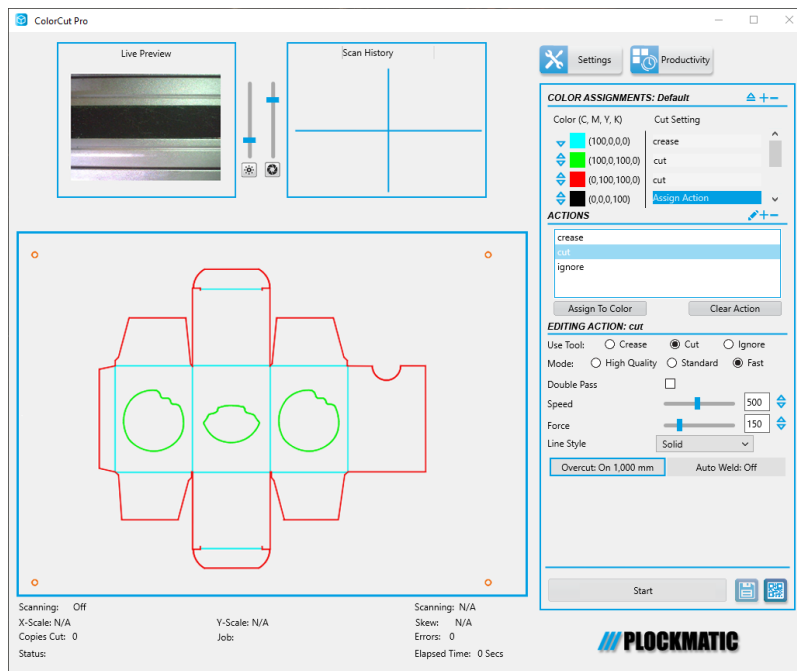 ColorCut Pro
Live Preview
Scan History
Settings
Productivity
COLOR ASSIGNMENTS: Default
Color (C, M, Y, K) Cut Setting
(100,0,0,0) crease
(100,0,100,0) cut
(0,100,100,0) cut
(0,0,0,100) Assign Action
ACTIONS
crease
cut
ignore
Assign To Color Clear Action
EDITING ACTION: cut
Use Tool: Crease Cut Ignore
Mode: High Quality Standard Fast
Double Pass
Speed 500
Force 150
Line Style Solid
Overcut: On 1,000 mm Auto Weld: Off
Start
Scanning: Off Scanning: N/A
X-Scale: N/A Y-Scale: N/A Skew: N/A
Copies Cut: 0 Job: Errors: 0
Status: Elapsed Time: 0 Secs
PLOCKMATIC